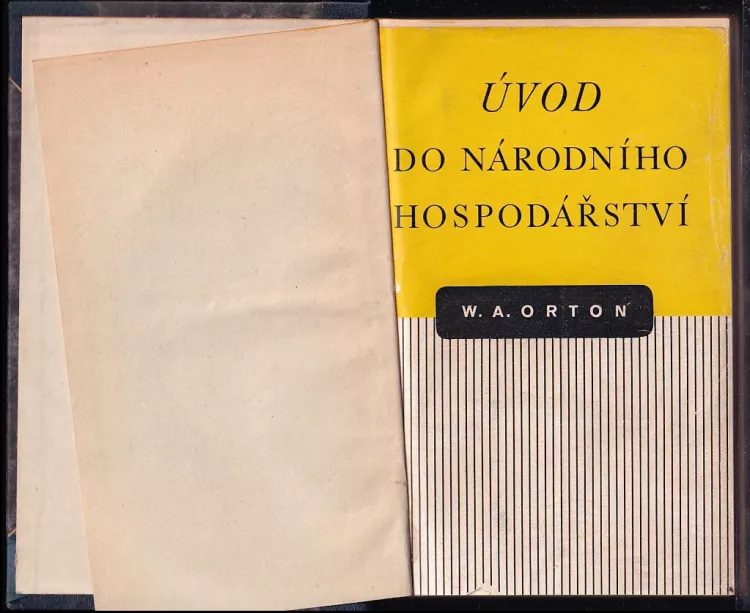 ÚVOD
DO NÁRODNÍHO
HOSPODÁŘSTVÍ
W. A. ORTON